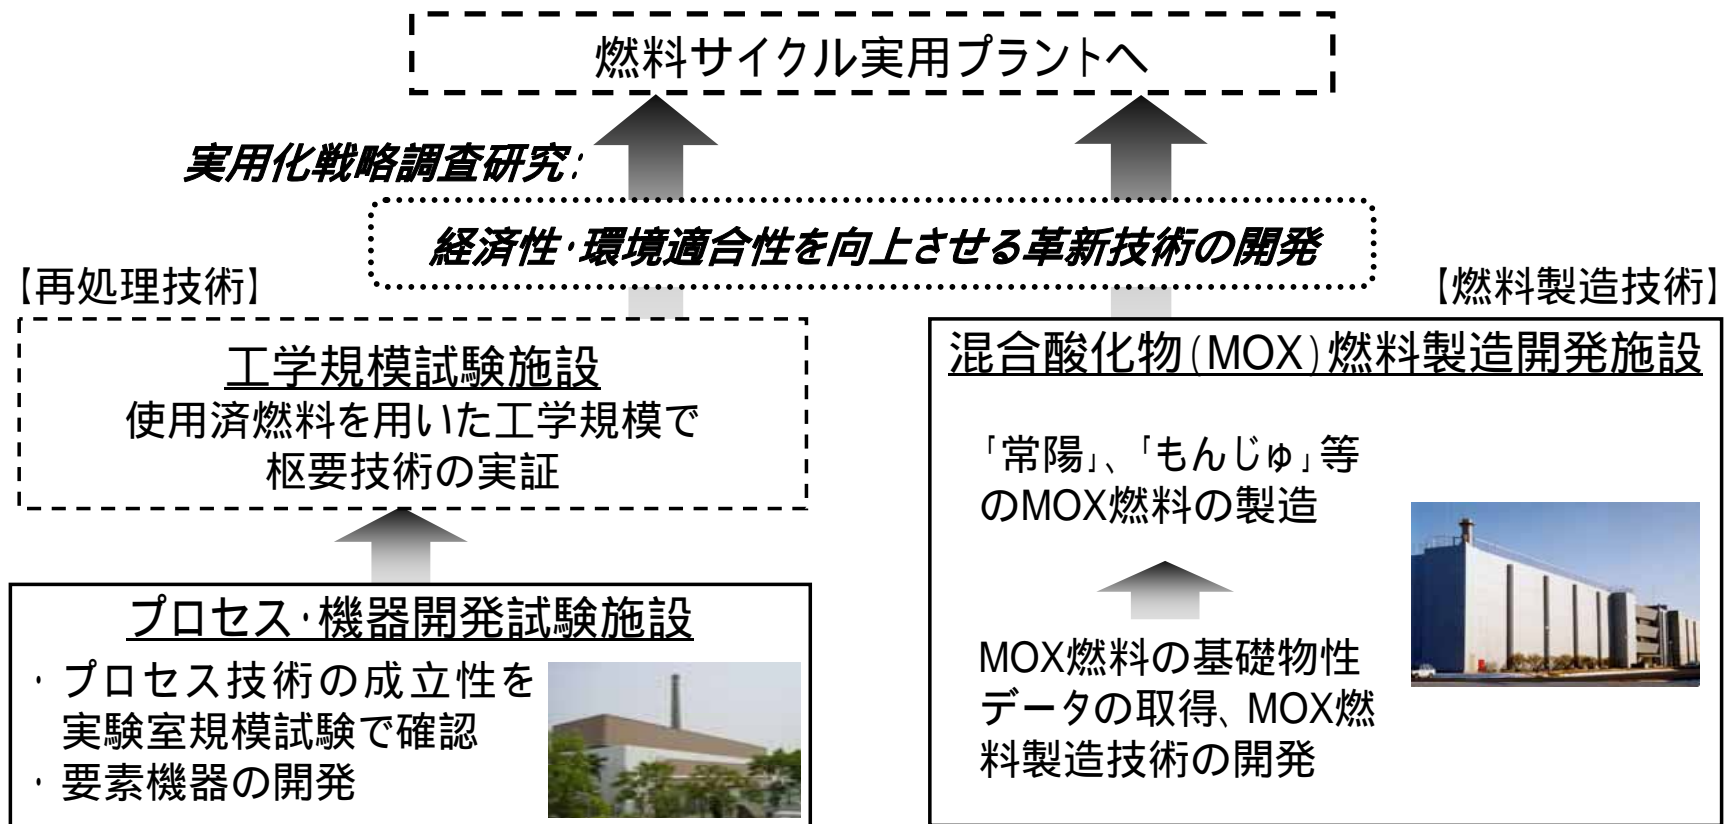 燃料サイクル実用プラントへ
実用化戦略調査研究:
経済性・環境適合性を向上させる革新技術の開発
【再処理技術】
工学規模試験施設
使用済燃料を用いた工学規模で
枢要技術の実証
プロセス・機器開発試験施設
・プロセス技術の成立性を
実験室規模試験で確認
・要素機器の開発
【燃料製造技術】
混合酸化物(MOX)燃料製造開発施設
「常陽」、「もんじゅ」等
のMOX燃料の製造
MOX燃料の基礎物性
データの取得、MOX燃
料製造技術の開発